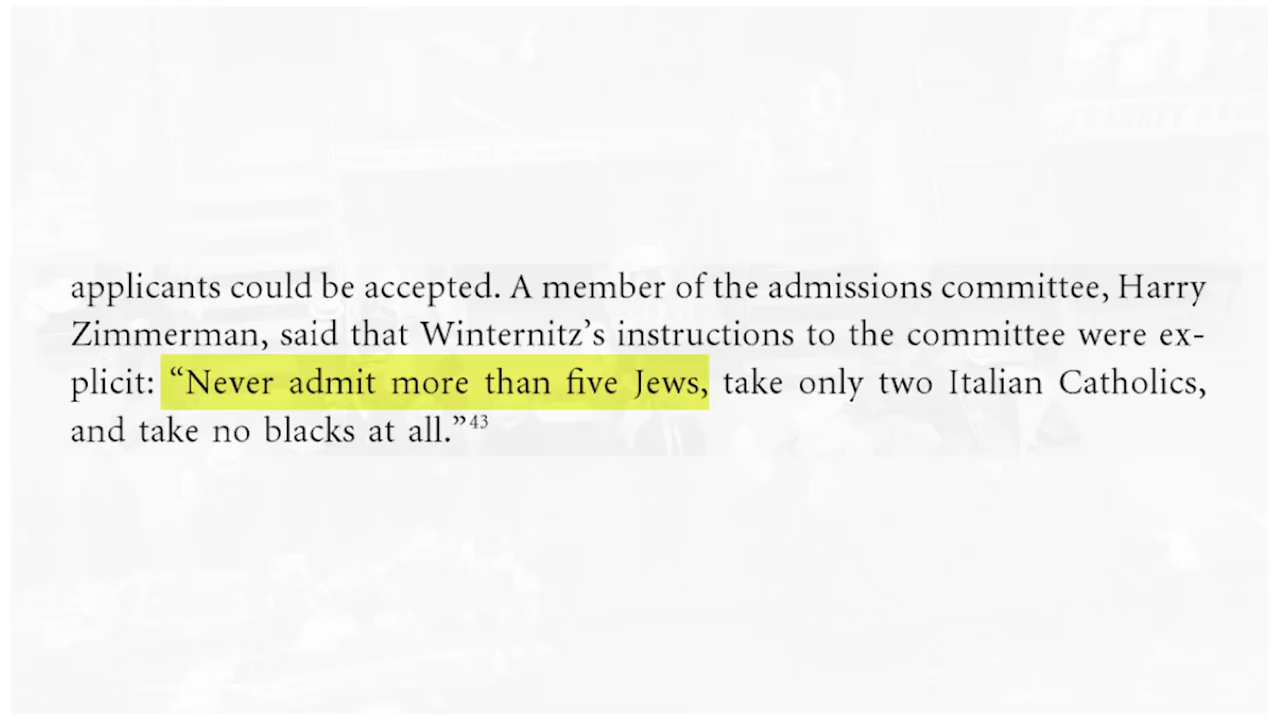 applicants could be accepted. A member of the admissions committee, Harry
Zimmerman, said that Winternitz’s instructions to the committee were ex-
plicit: “Never admit more than five Jews, take only two Italian Catholics,
and take no blacks at all.”43